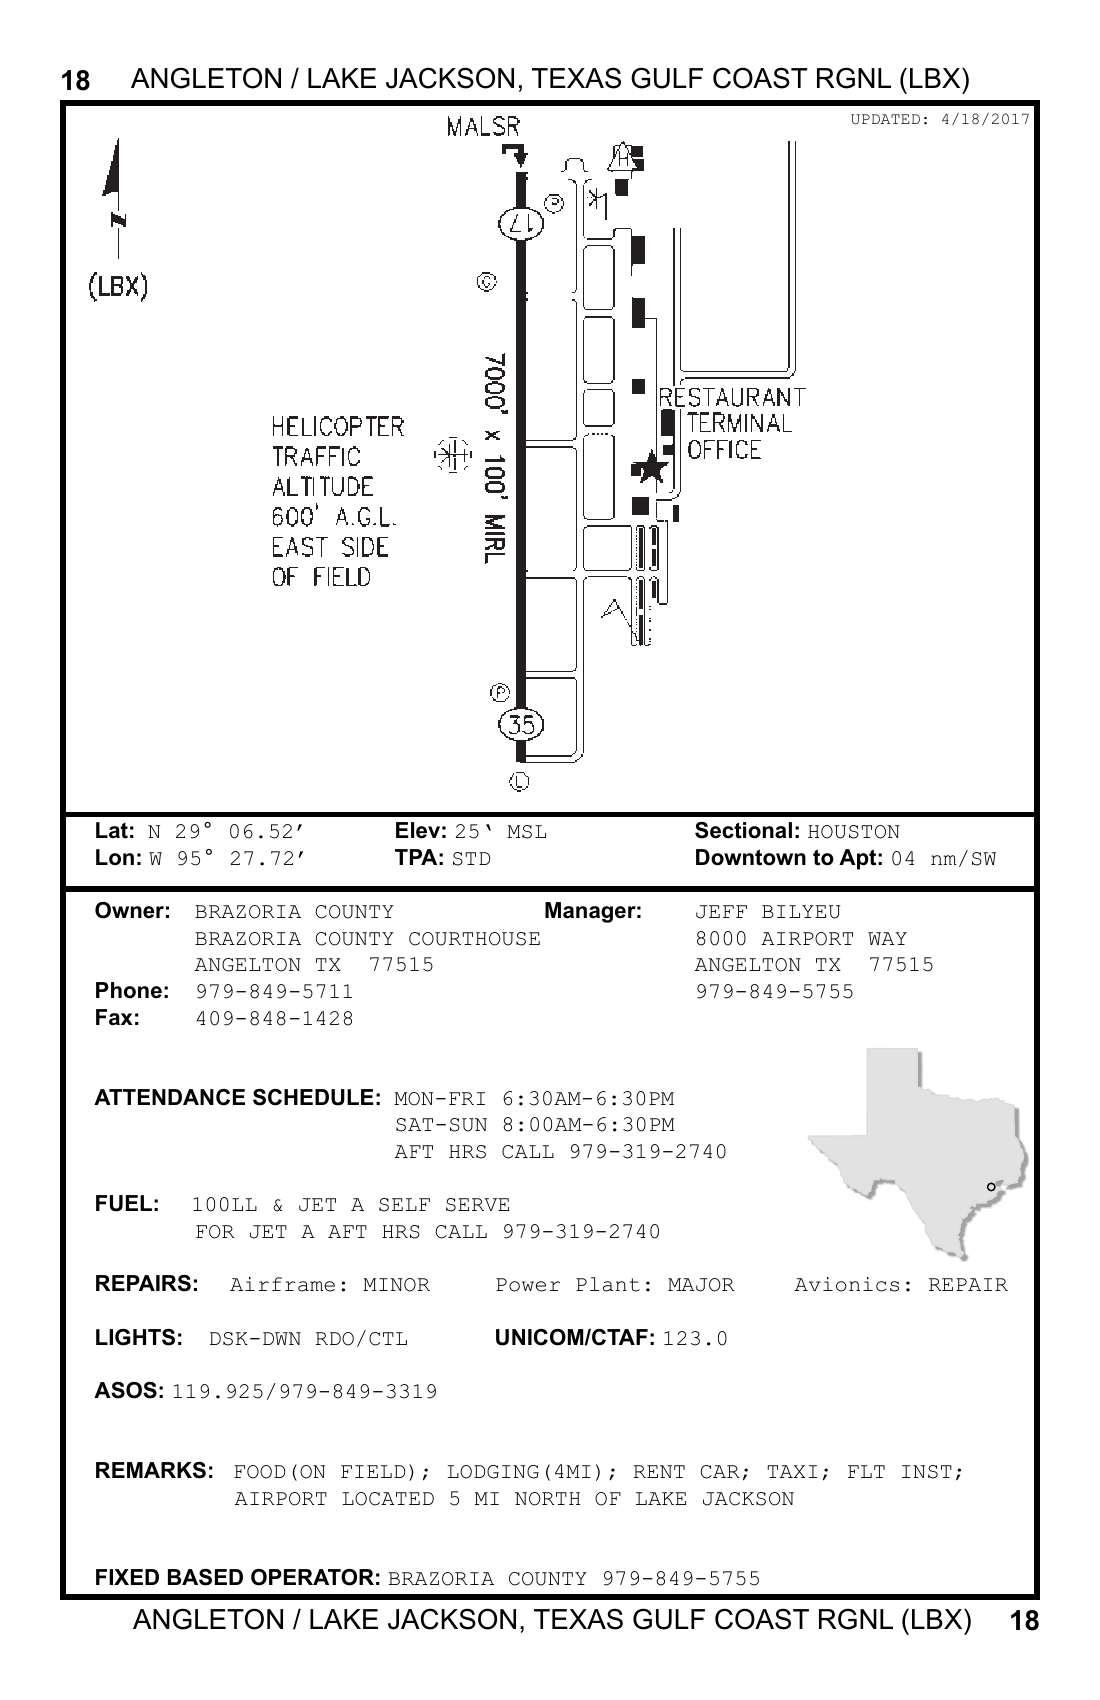 18 ANGLETON / LAKE JACKSON, TEXAS GULF COAST RGNL (LBX)
UPDATED: 4/18/2017
MALSR
N
(LBX)
H
17
P
G
7000' x 100' MIRL
RESTAURANT
TERMINAL
OFFICE
HELICOPTER
TRAFFIC
ALTITUDE
600' A.G.L.
EAST SIDE
OF FIELD
P
35
L
Lat: N 29° 06.52’ Elev: 25‘ MSL Sectional: HOUSTON
Lon: W 95° 27.72’ TPA: STD Downtown to Apt: 04 nm/SW
Owner: BRAZORIA COUNTY Manager: JEFF BILYEU
BRAZORIA COUNTY COURTHOUSE 8000 AIRPORT WAY
ANGELTON TX 77515 ANGELTON TX 77515
Phone: 979-849-5711 979-849-5755
Fax: 409-848-1428
ATTENDANCE SCHEDULE: MON-FRI 6:30AM-6:30PM
SAT-SUN 8:00AM-6:30PM
AFT HRS CALL 979-319-2740
FUEL: 100LL & JET A SELF SERVE
FOR JET A AFT HRS CALL 979-319-2740
REPAIRS: Airframe: MINOR Power Plant: MAJOR Avionics: REPAIR
LIGHTS: DSK-DWN RDO/CTL UNICOM/CTAF: 123.0
ASOS: 119.925/979-849-3319
REMARKS: FOOD(ON FIELD); LODGING(4MI); RENT CAR; TAXI; FLT INST;
AIRPORT LOCATED 5 MI NORTH OF LAKE JACKSON
FIXED BASED OPERATOR: BRAZORIA COUNTY 979-849-5755
ANGLETON / LAKE JACKSON, TEXAS GULF COAST RGNL (LBX) 18